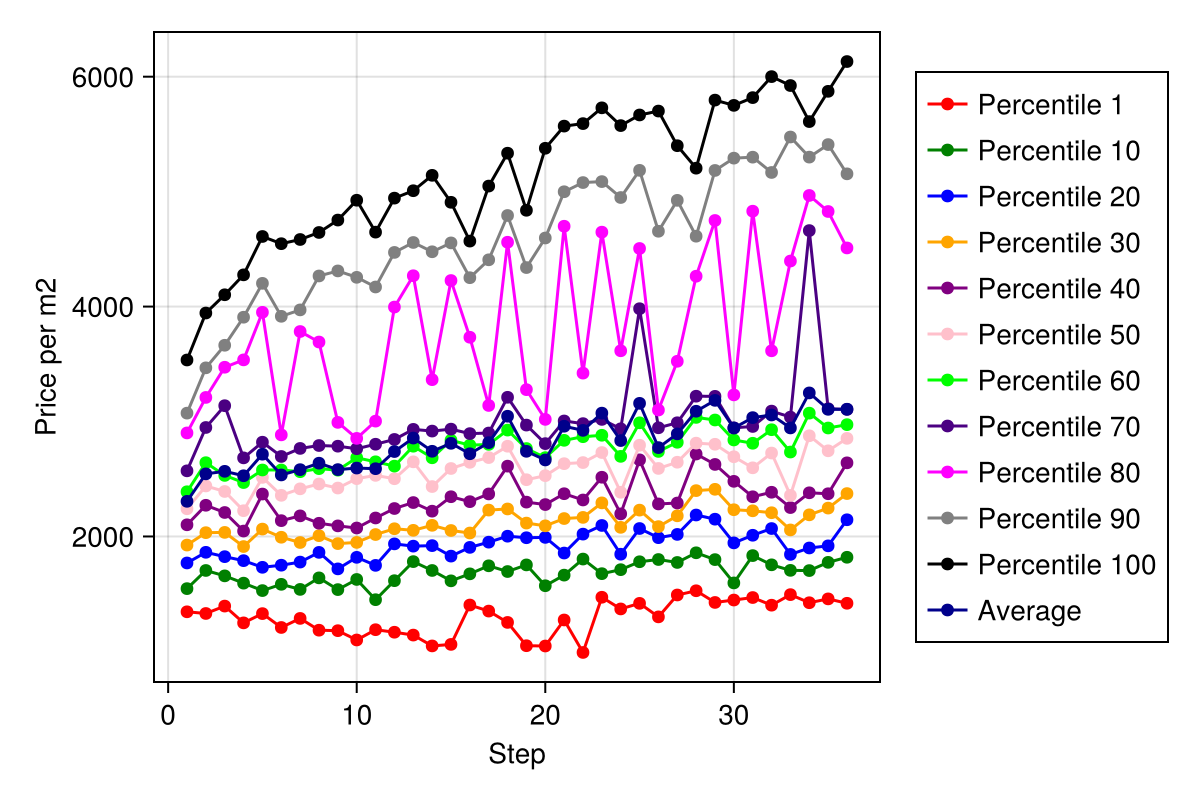 6000
4000
2000
Price per m2
0
10
20
30
Step
Percentile 1
Percentile 10
Percentile 20
Percentile 30
Percentile 40
Percentile 50
Percentile 60
Percentile 70
Percentile 80
Percentile 90
Percentile 100
Average